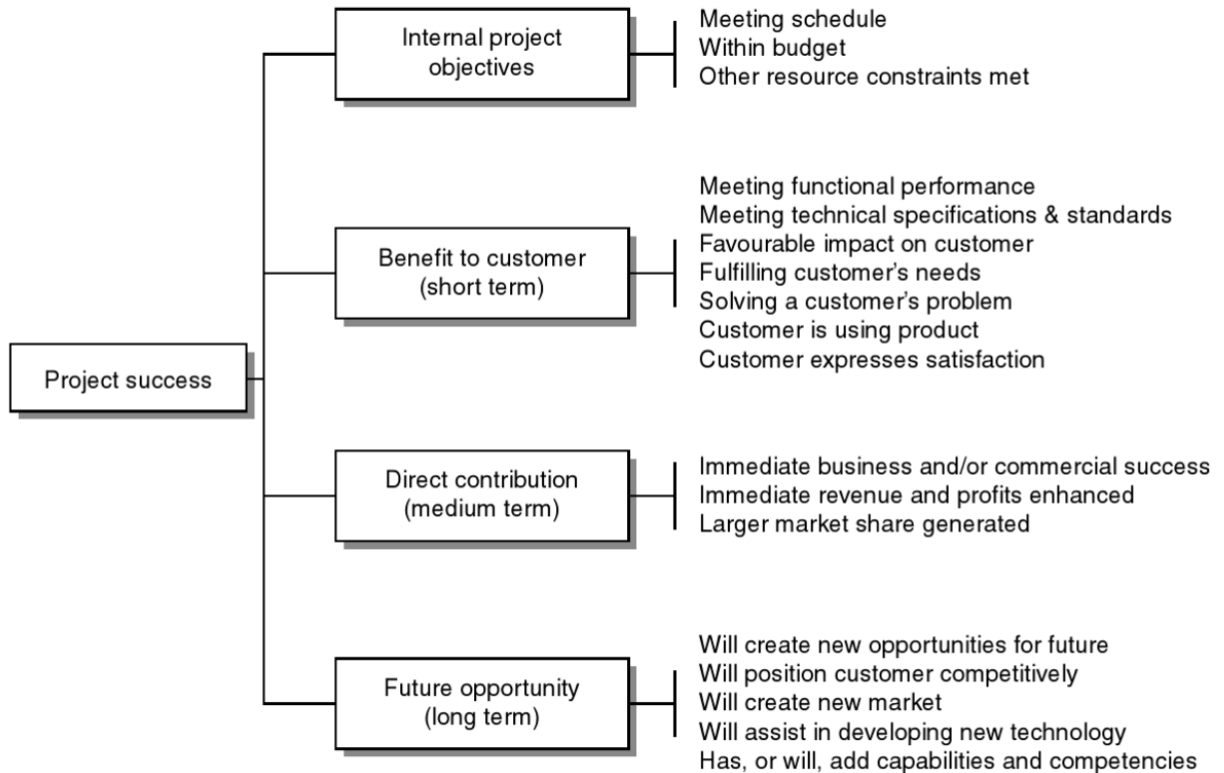 Project success
Internal project
objectives
Meeting schedule
Within budget
Other resource constraints met
Benefit to customer
(short term)
Meeting functional performance
Meeting technical specifications & standards
Favourable impact on customer
Fulfilling customer’s needs
Solving a customer’s problem
Customer is using product
Customer expresses satisfaction
Direct contribution
(medium term)
Immediate business and/or commercial success
Immediate revenue and profits enhanced
Larger market share generated
Future opportunity
(long term)
Will create new opportunities for future
Will position customer competitively
Will create new market
Will assist in developing new technology
Has, or will, add capabilities and competencies